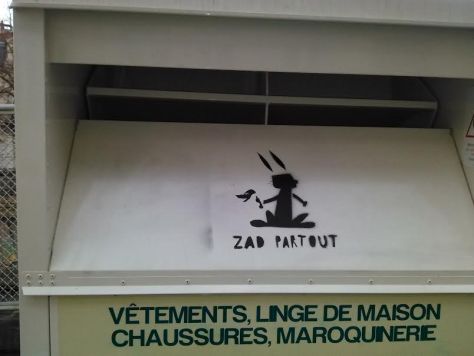 ZAD PARTOUT
VÊTEMENTS, LINGE DE MAISON
CHAUSSURES, MAROQUINERIE